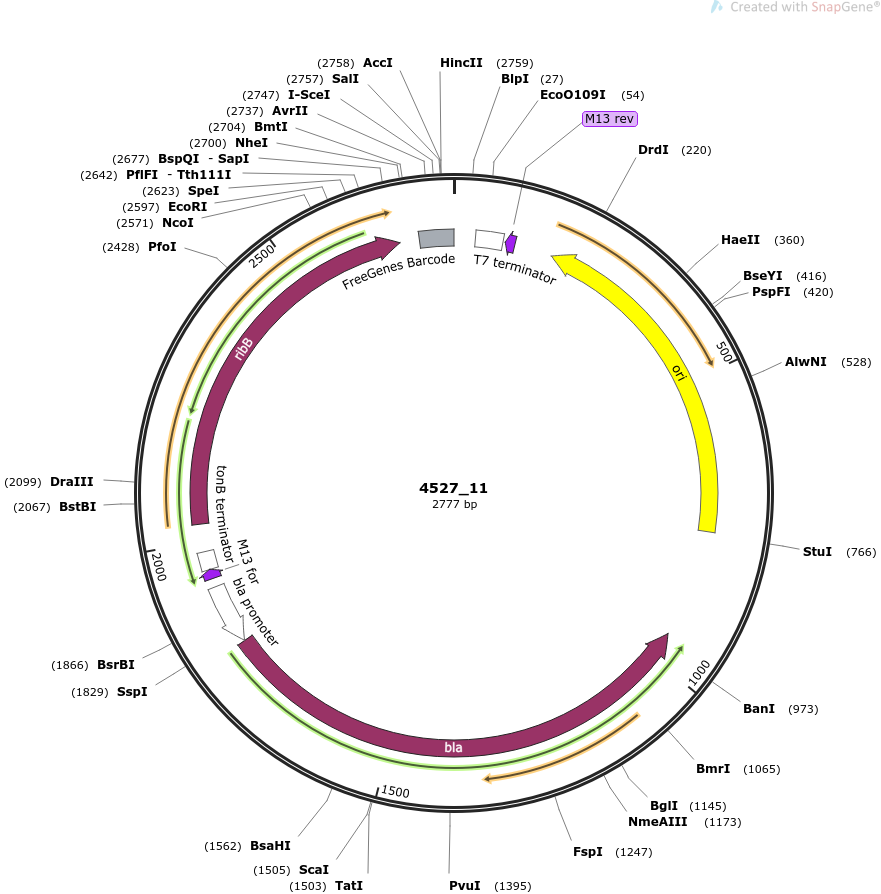 Created with SnapGene®
(2758) AccI
HincII (2759)
(2757) SalI
BlpI (27)
(2747) I-SceI
EcoO109I (54)
(2737) AvrII
M13 rev
(2704) BmtI
(2700) NheI
DrdI (220)
(2677) BspQI - SapI
(2642) PflFI - Tth111I
(2623) SpeI
(2597) EcoRI
(2571) NcoI
HaeII (360)
(2428) PfoI
2500
FreeGenes Barcode
T7 terminator
BseYI (416)
PspFI (420)
ribB
500
AlwNI (528)
ori
(2099) DraIII
4527_11
2777 bp
(2067) BstBI
tonB terminator
M13 for
2000
StuI (766)
bla promoter
(1866) BsrBI
(1829) SspI
1000
BanI (973)
bla
BmrI (1065)
1500
BglI (1145)
NmeAIII (1173)
(1562) BsaHI
FspI (1247)
(1505) ScaI
(1503) TatI
PvuI (1395)